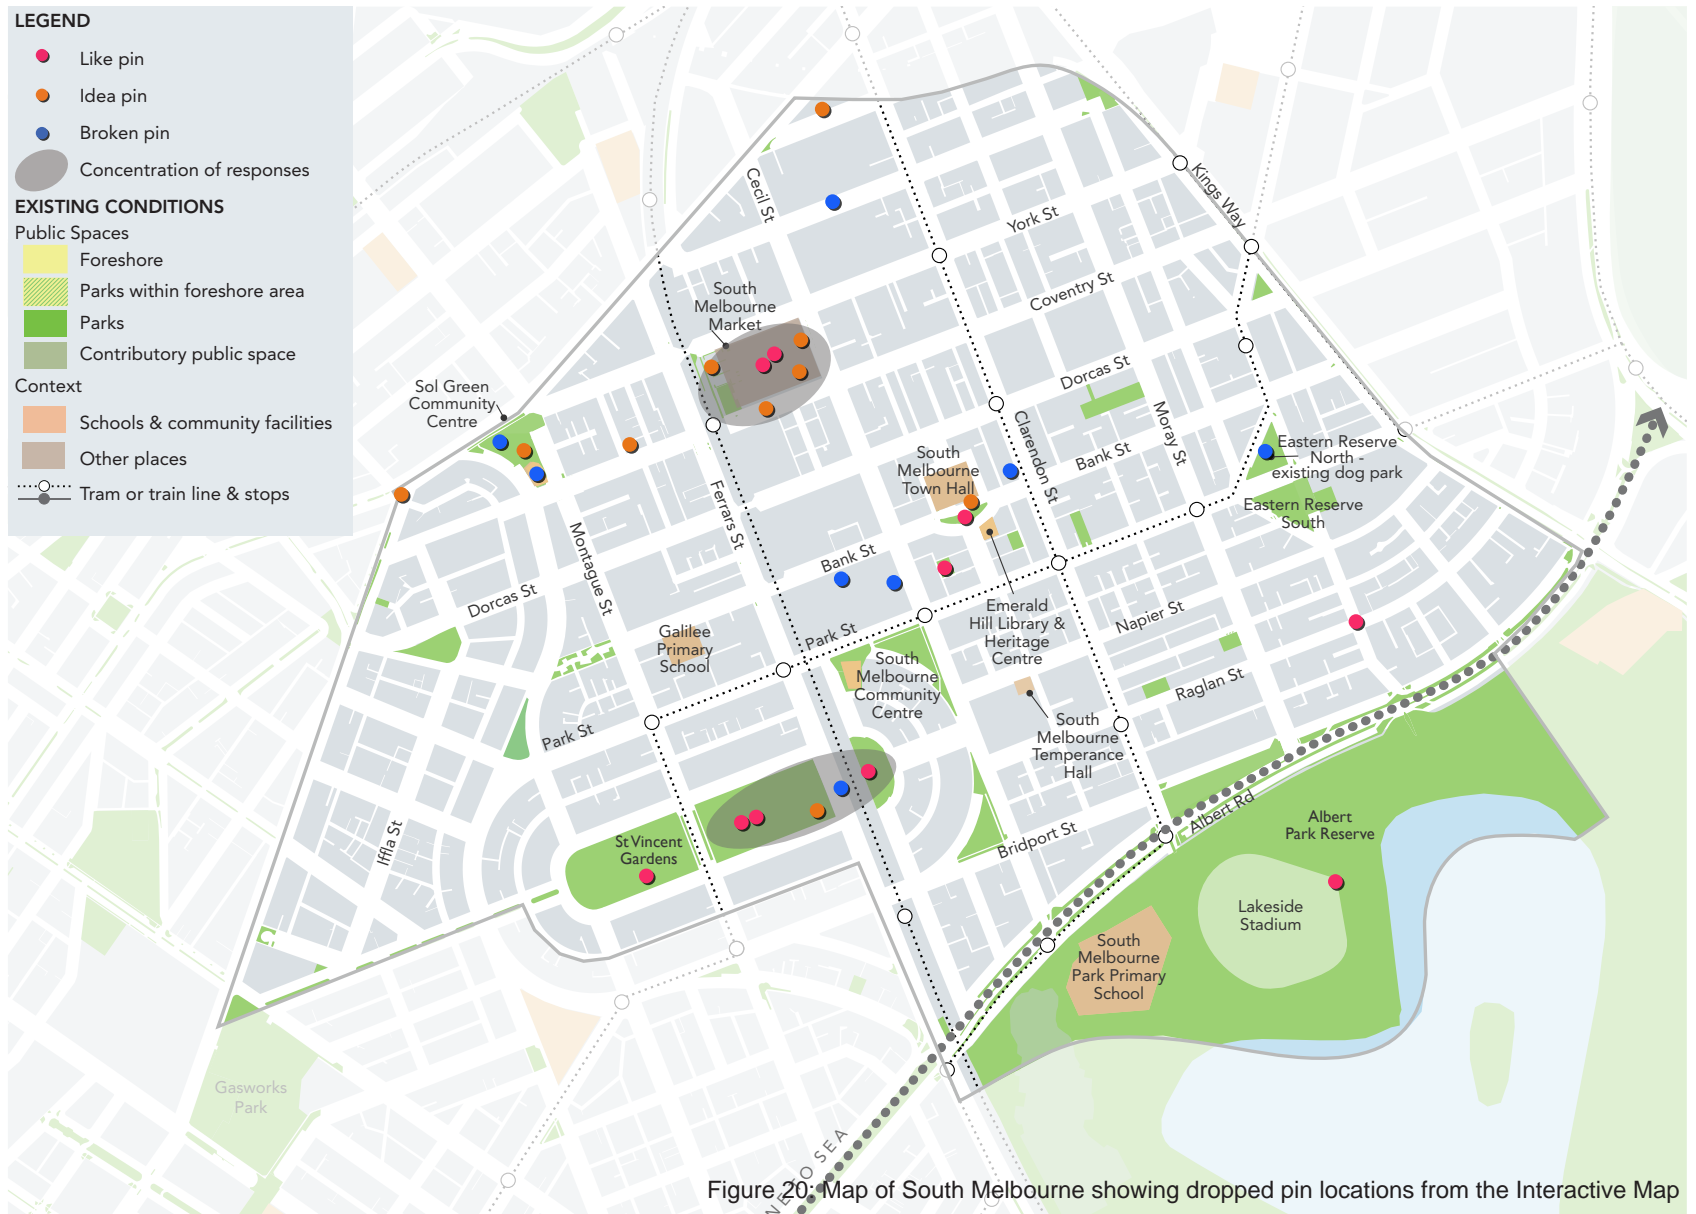 LEGEND
Like pin
Idea pin
Broken pin
Concentration of responses
EXISTING CONDITIONS
Public Spaces
Foreshore
Parks within foreshore area
Parks
Contributory public space
Context
Schools & community facilities
Other places
Tram or train line & stops
Cecil St
Kings Way
York St
Coventry St
South
Melbourne
Market
Sol Green
Community
Centre
Dorcas St
Moray St
Clarendon St
Bank St
South
Melbourne
Town Hall
Eastern Reserve
North -
existing dog park
Eastern Reserve
South
Ferrars St
Montague St
Bank St
Dorcas St
Park St
Galilee
Primary
School
Emerald
Hill Library &
Heritage
Centre
Napier St
Raglan St
South
Melbourne
Community
Centre
South
Melbourne
Temperance
Hall
Park St
Iffla St
St Vincent
Gardens
Bridport St
Albert Rd
Albert
Park Reserve
Lakeside
Stadium
South
Melbourne
Park Primary
School
Gasworks
Park
NE TO SEA
Figure 20: Map of South Melbourne showing dropped pin locations from the Interactive Map